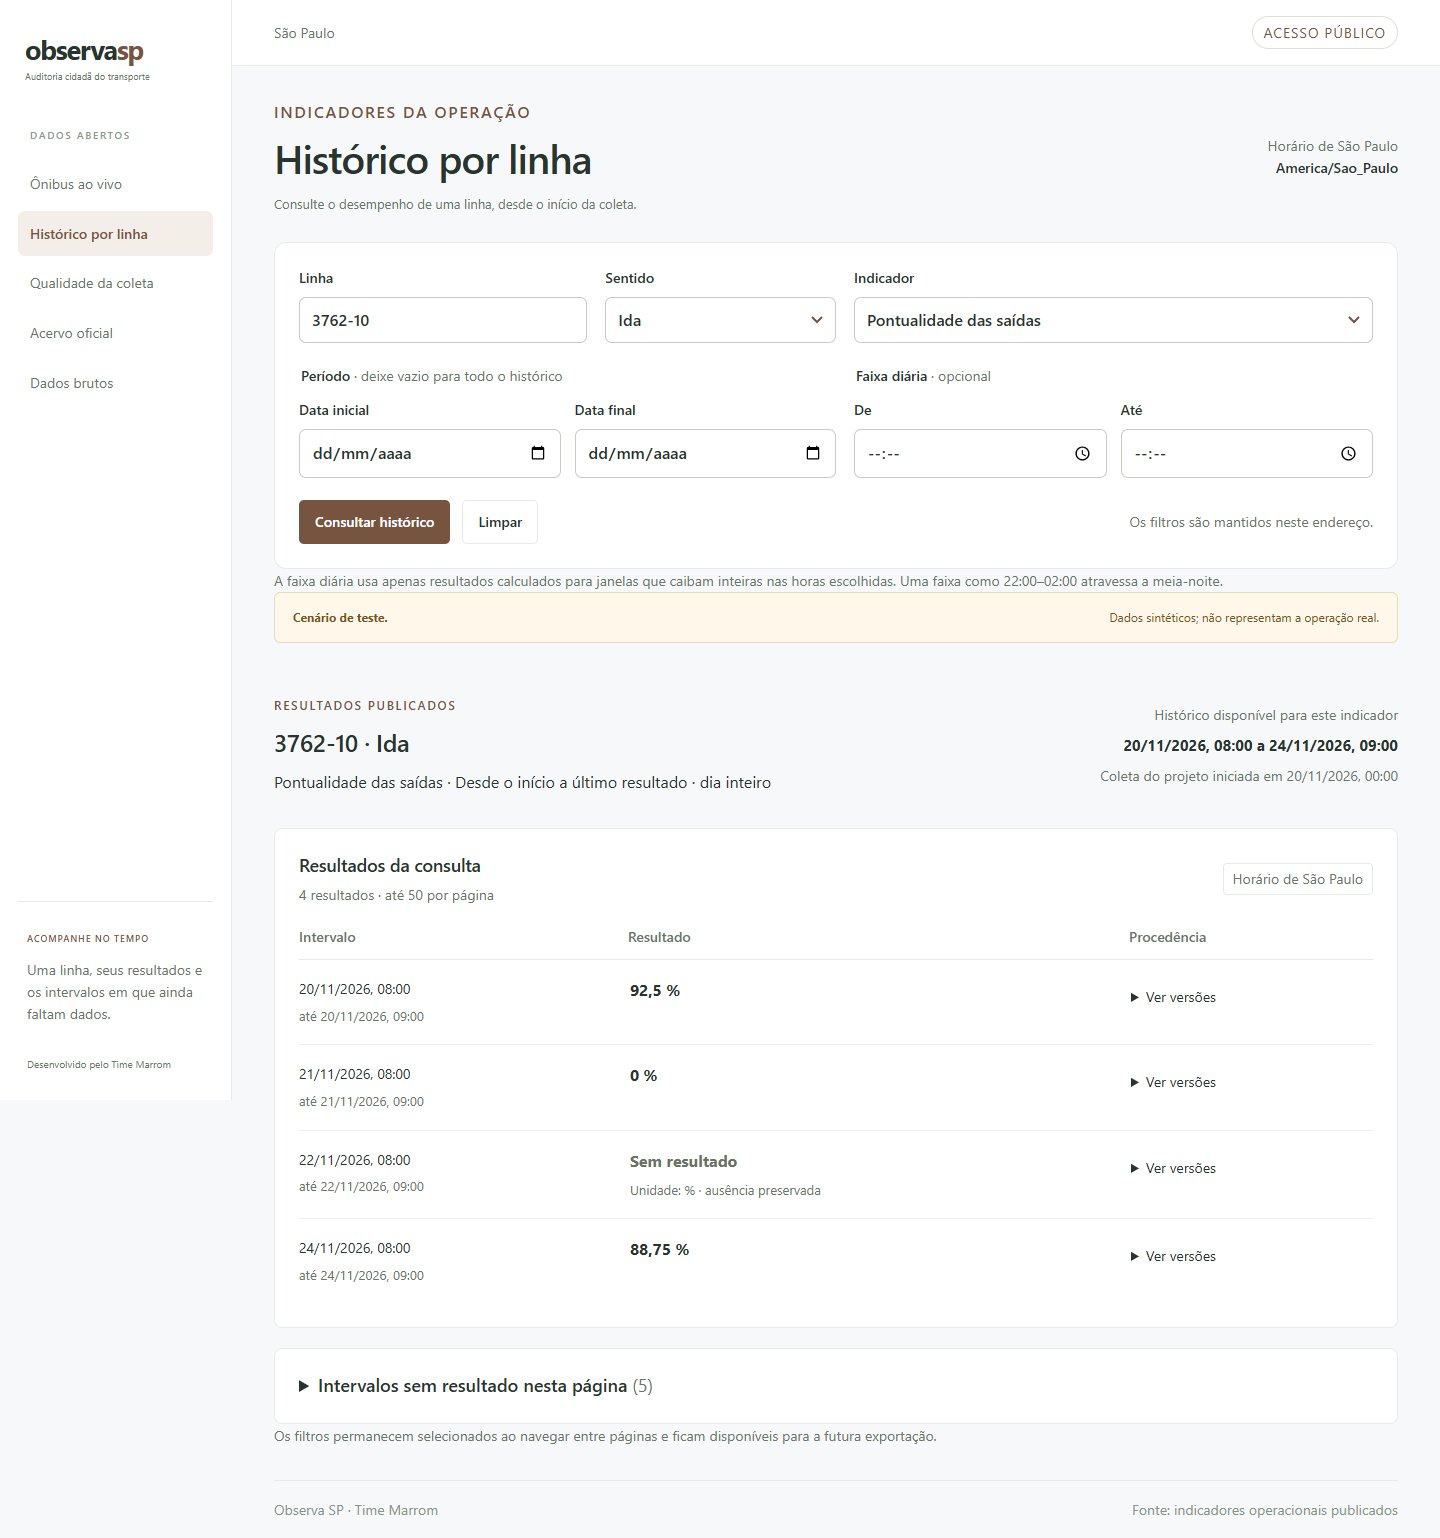 observasp
Auditoria cidadã do transporte
DADOS ABERTOS
Ônibus ao vivo
Histórico por linha
Qualidade da coleta
Acervo oficial
Dados brutos
ACOMPANHE NO TEMPO
Uma linha, seus resultados e
os intervalos em que ainda
faltam dados.
Desenvolvido pelo Time Marrom
São Paulo
ACESSO PÚBLICO
INDICADORES DA OPERAÇÃO
Histórico por linha
Consulte o desempenho de uma linha, desde o início da coleta.
Horário de São Paulo
America/Sao_Paulo
Linha
3762-10
Sentido
Ida
Indicador
Pontualidade das saídas
Período · deixe vazio para todo o histórico
Data inicial
dd/mm/aaaa
Data final
dd/mm/aaaa
Faixa diária · opcional
De
--:--
Até
--:--
Consultar histórico
Limpar
Os filtros são mantidos neste endereço.
A faixa diária usa apenas resultados calculados para janelas que caibam inteiras nas horas escolhidas. Uma faixa como 22:00–02:00 atravessa a meia-noite.
Cenário de teste.
Dados sintéticos; não representam a operação real.
RESULTADOS PUBLICADOS
3762-10 · Ida
Pontualidade das saídas · Desde o início a último resultado · dia inteiro
Histórico disponível para este indicador
20/11/2026, 08:00 a 24/11/2026, 09:00
Coleta do projeto iniciada em 20/11/2026, 00:00
Resultados da consulta
4 resultados · até 50 por página
Horário de São Paulo
Intervalo
Resultado
Procedência
20/11/2026, 08:00
até 20/11/2026, 09:00
92,5 %
Ver versões
21/11/2026, 08:00
até 21/11/2026, 09:00
0 %
Ver versões
22/11/2026, 08:00
até 22/11/2026, 09:00
Sem resultado
Unidade: % · ausência preservada
Ver versões
24/11/2026, 08:00
até 24/11/2026, 09:00
88,75 %
Ver versões
Intervalos sem resultado nesta página (5)
Os filtros permanecem selecionados ao navegar entre páginas e ficam disponíveis para a futura exportação.
Observa SP · Time Marrom
Fonte: indicadores operacionais publicados